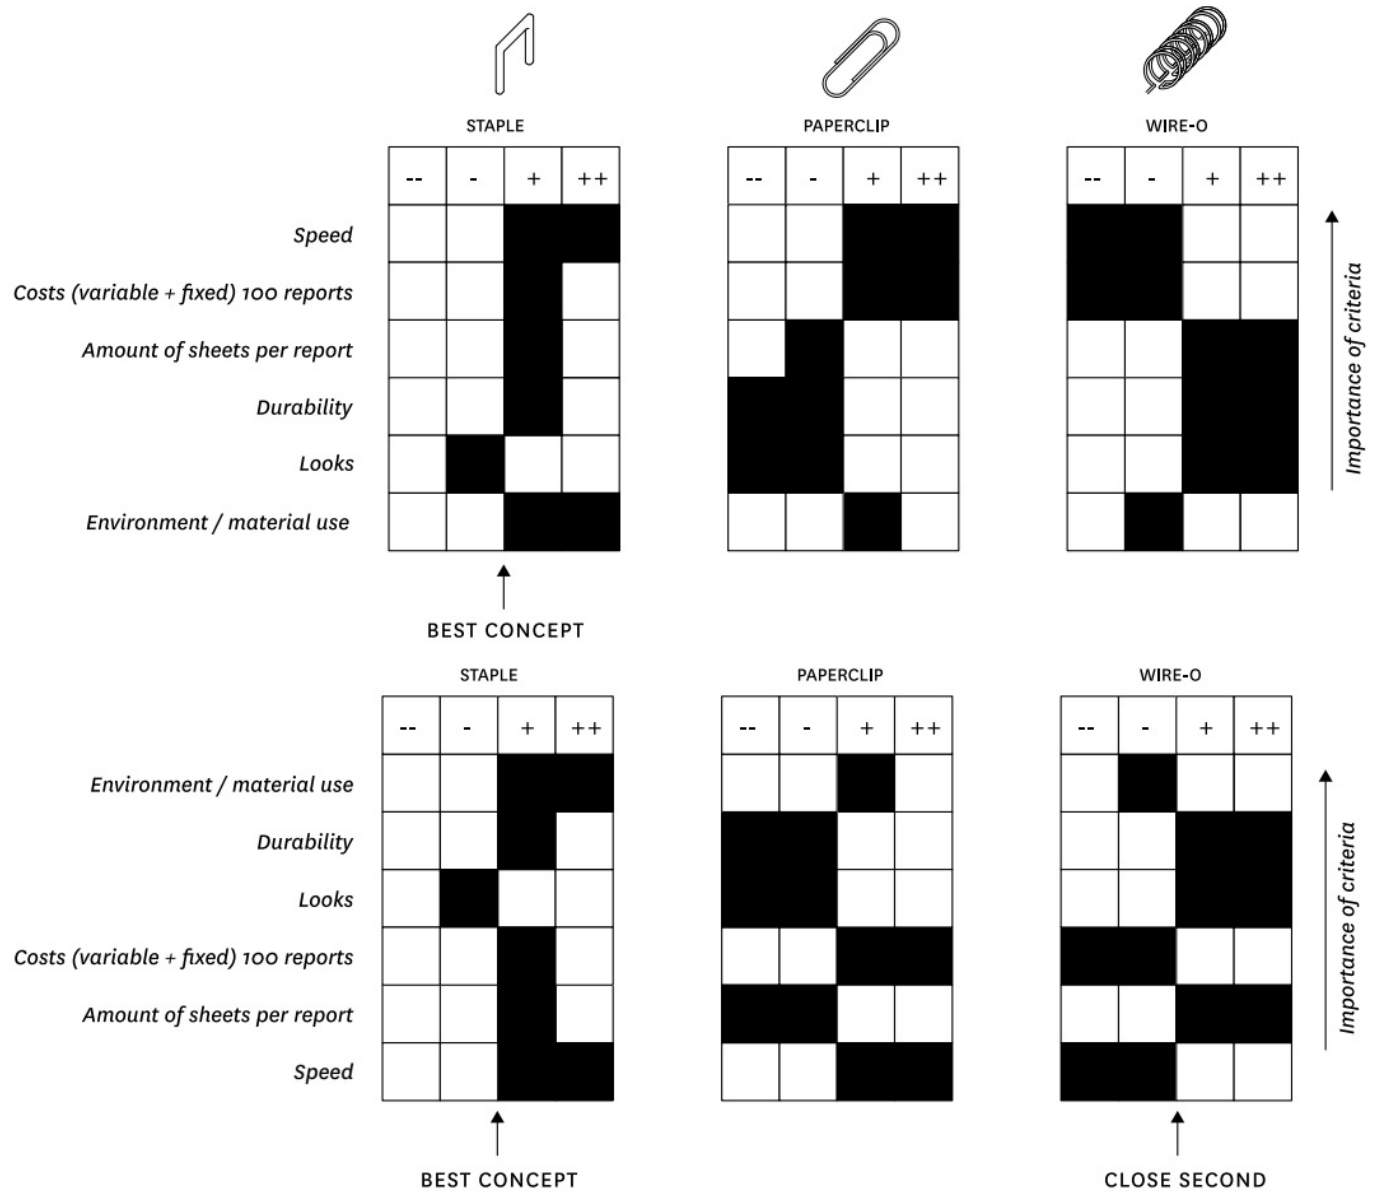 STAPLE PAPERCLIP WIRE-O
-- - + ++ -- - + ++ -- - + ++
Speed
Costs (variable + fixed) 100 reports
Amount of sheets per report
Durability
Looks
Environment / material use
Importance of criteria
BEST CONCEPT
STAPLE PAPERCLIP WIRE-O
-- - + ++ -- - + ++ -- - + ++
Environment / material use
Durability
Looks
Costs (variable + fixed) 100 reports
Amount of sheets per report
Speed
Importance of criteria
BEST CONCEPT CLOSE SECOND